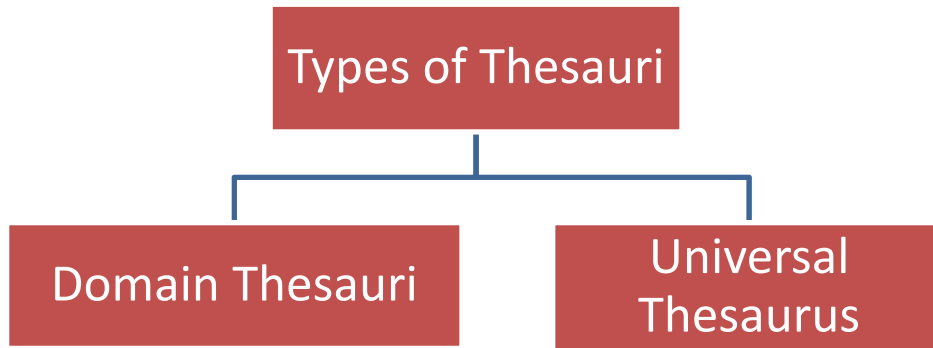 Types of Thesauri
Domain Thesauri
Universal
Thesaurus